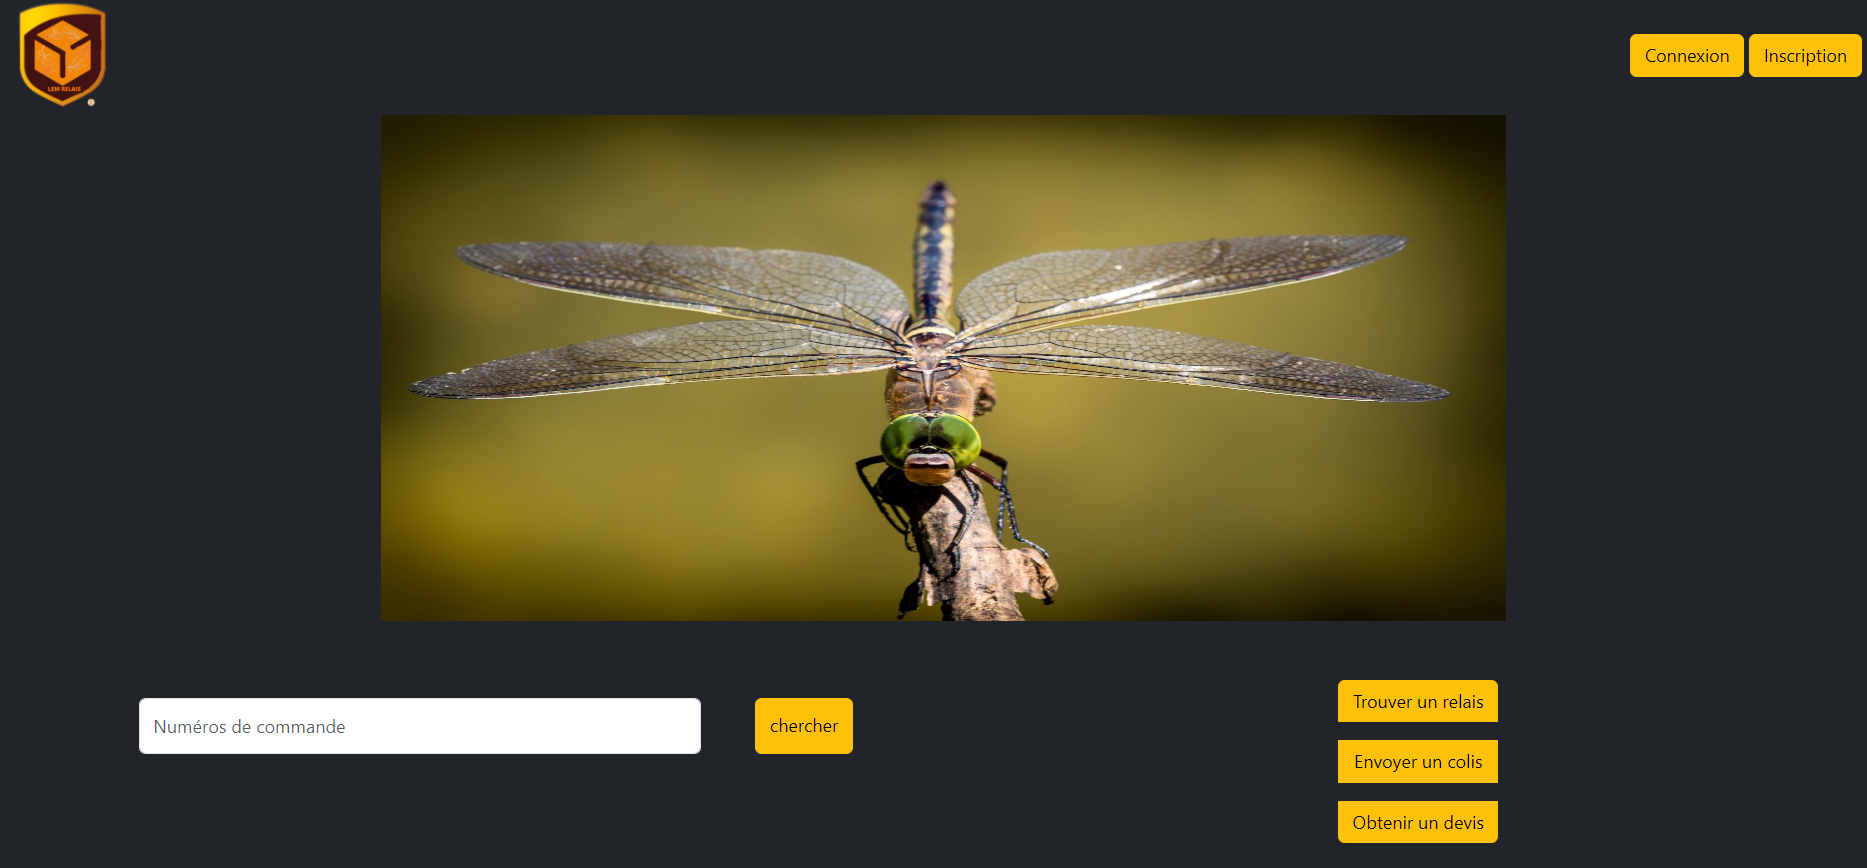 LEM RELAIS
Connexion
Inscription
Numéros de commande
chercher
Trouver un relais
Envoyer un colis
Obtenir un devis